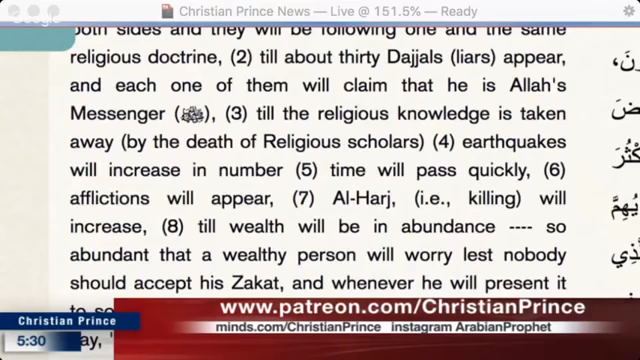 Christian Prince News — Live @ 151.5% — Ready
both sides and they will be following one and the same
religious doctrine, (2) till about thirty Dajjals (liars) appear,
and each one of them will claim that he is Allah's
Messenger (ﷺ), (3) till the religious knowledge is taken
away (by the death of Religious scholars) (4) earthquakes
will increase in number (5) time will pass quickly, (6)
afflictions will appear, (7) Al-Harj, (i.e., killing) will
increase, (8) till wealth will be in abundance ---- so
abundant that a wealthy person will worry lest nobody
should accept his Zakat, and whenever he will present it
to
www.patreon.com/ChristianPrince
Christian Prince
minds.com/ChristianPrince instagram ArabianProphet
5:30